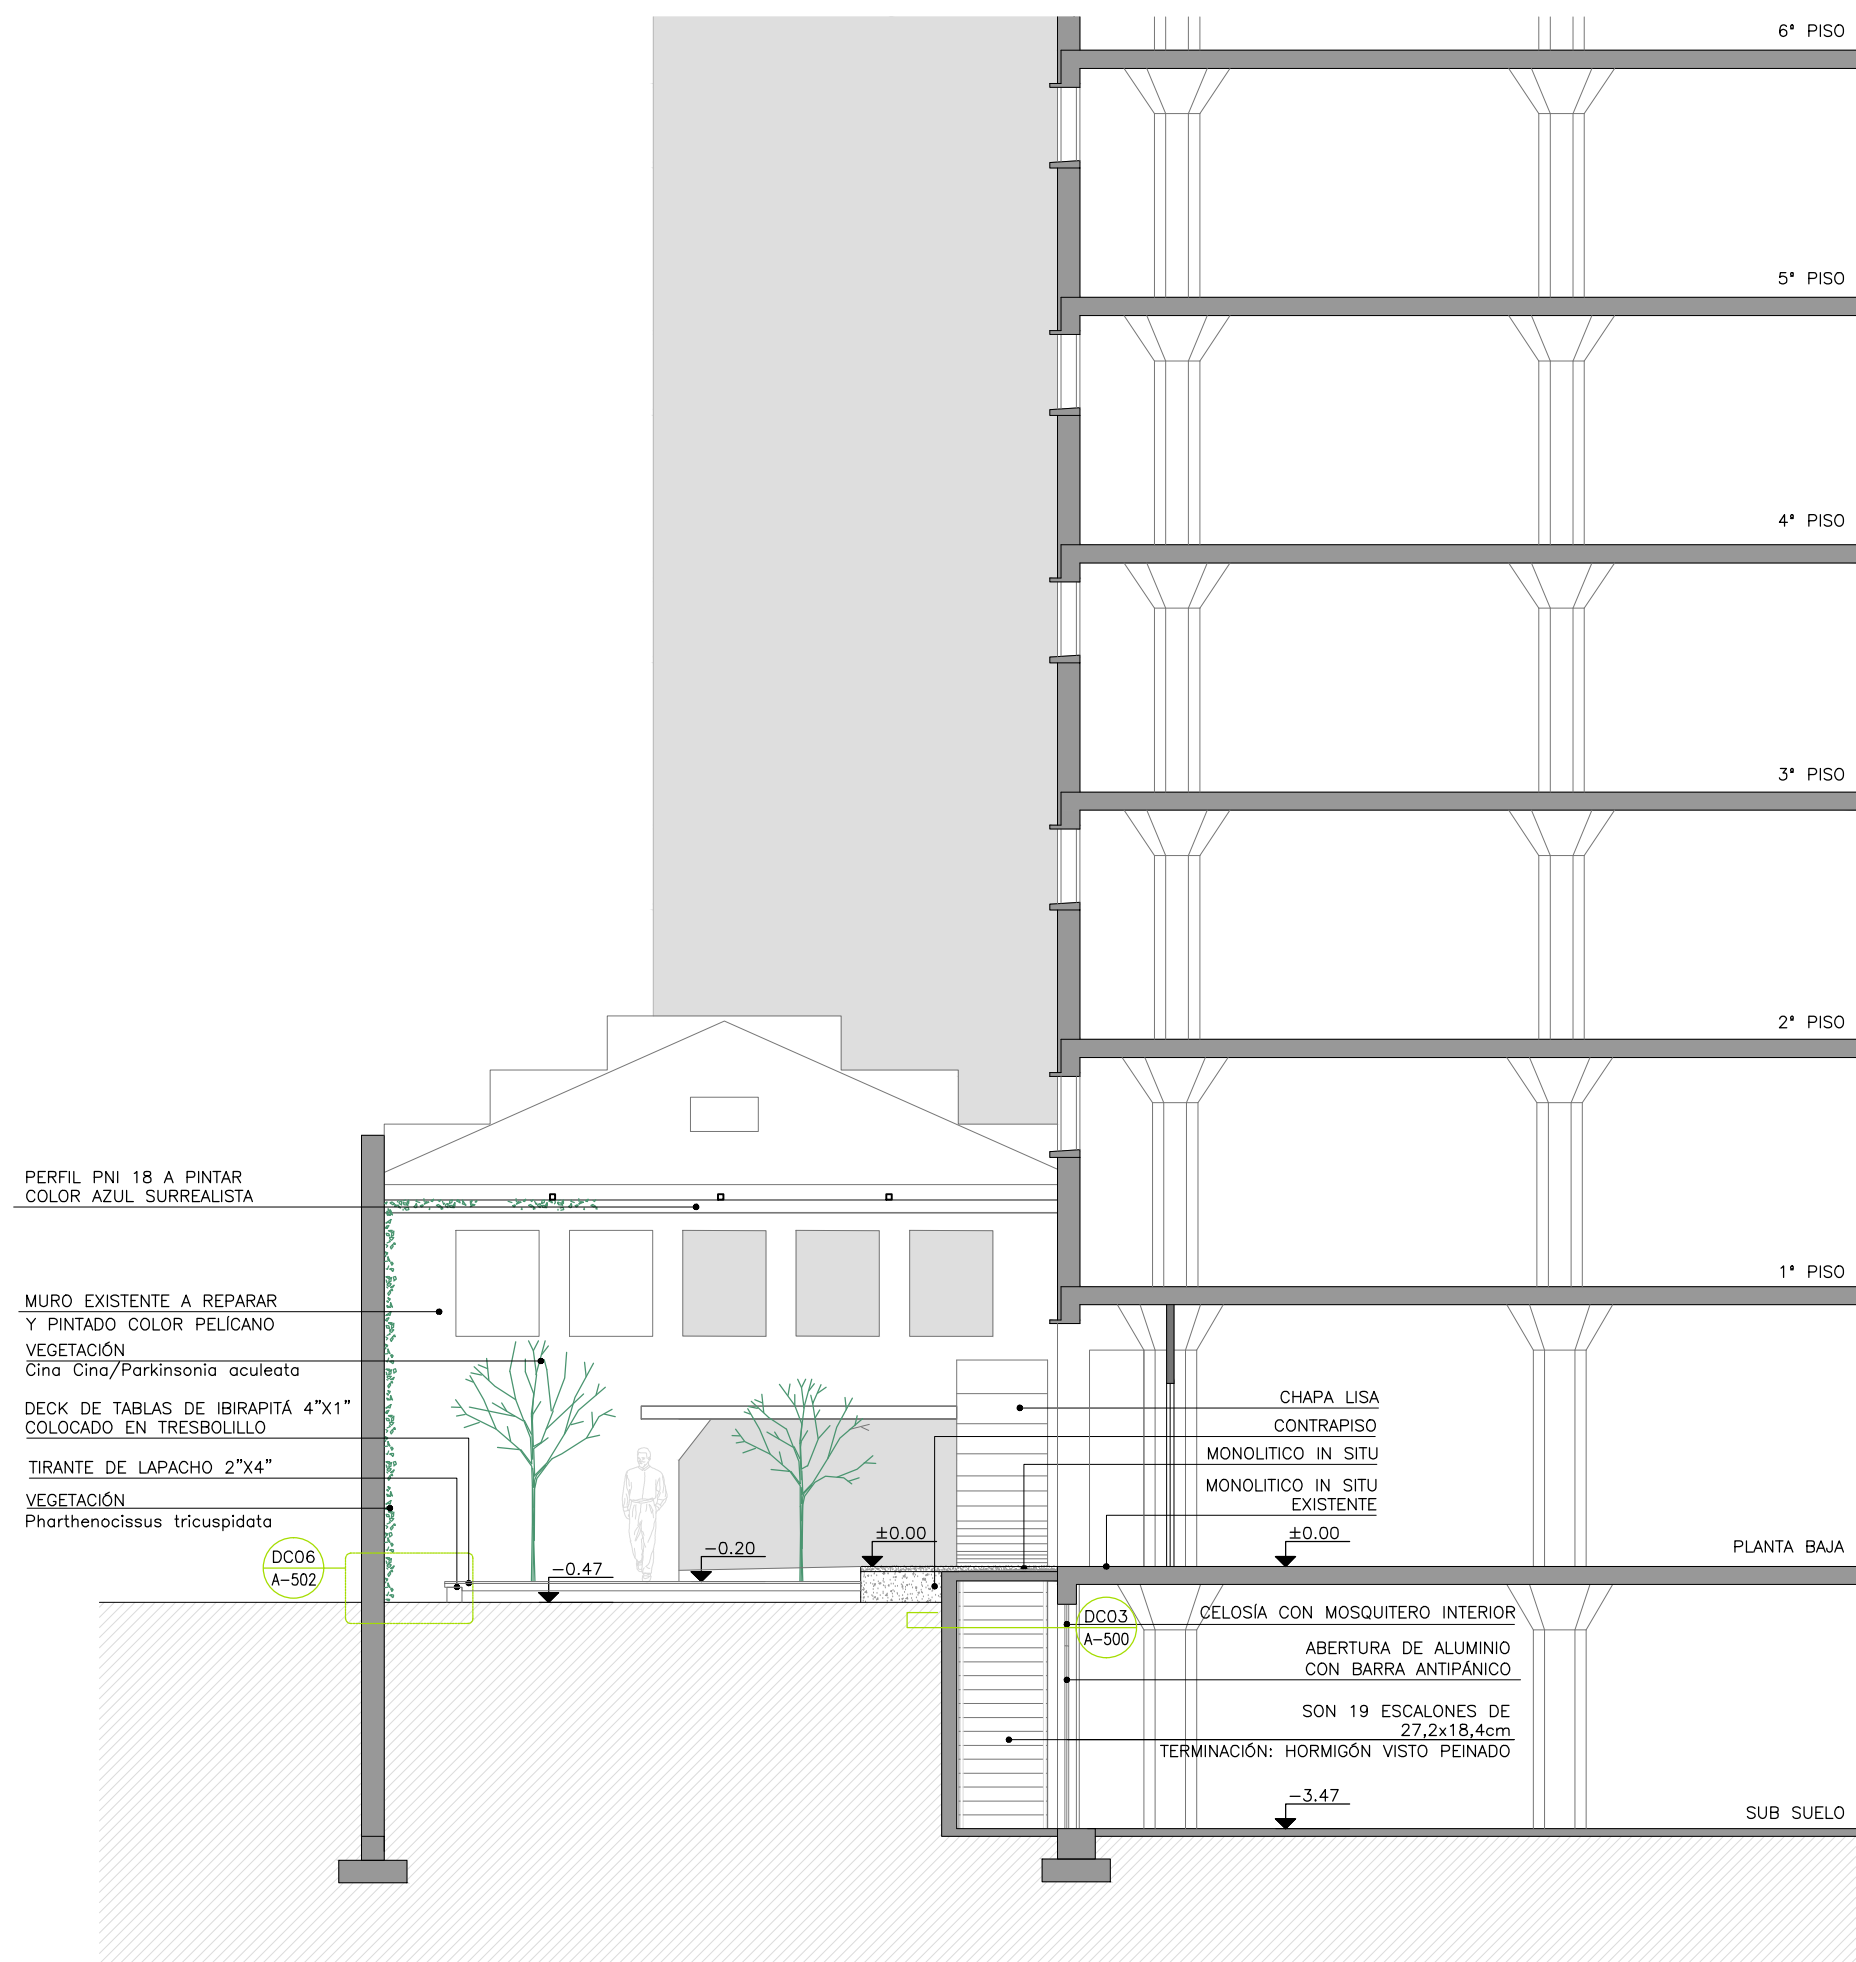 6° PISO
5° PISO
4° PISO
3° PISO
2° PISO
1° PISO
PERFIL PNI 18 A PINTAR
COLOR AZUL SURREALISTA
MURO EXISTENTE A REPARAR
Y PINTADO COLOR PELÍCANO
VEGETACIÓN
Cina Cina/Parkinsonia aculeata
DECK DE TABLAS DE IBIRAPITÁ 4"X1"
COLOCADO EN TRESBOLILLO
TIRANTE DE LAPACHO 2"X4"
VEGETACIÓN
Pharthenocissus tricuspidata
DC06
A-502
-0.47
-0.20
±0.00
CHAPA LISA
CONTRAPISO
MONOLITICO IN SITU
MONOLITICO IN SITU
EXISTENTE
±0.00
PLANTA BAJA
DC03
A-500
CELOSÍA CON MOSQUITERO INTERIOR
ABERTURA DE ALUMINIO
CON BARRA ANTIPÁNICO
SON 19 ESCALONES DE
27,2x18,4cm
TERMINACIÓN: HORMIGÓN VISTO PEINADO
-3.47
SUB SUELO